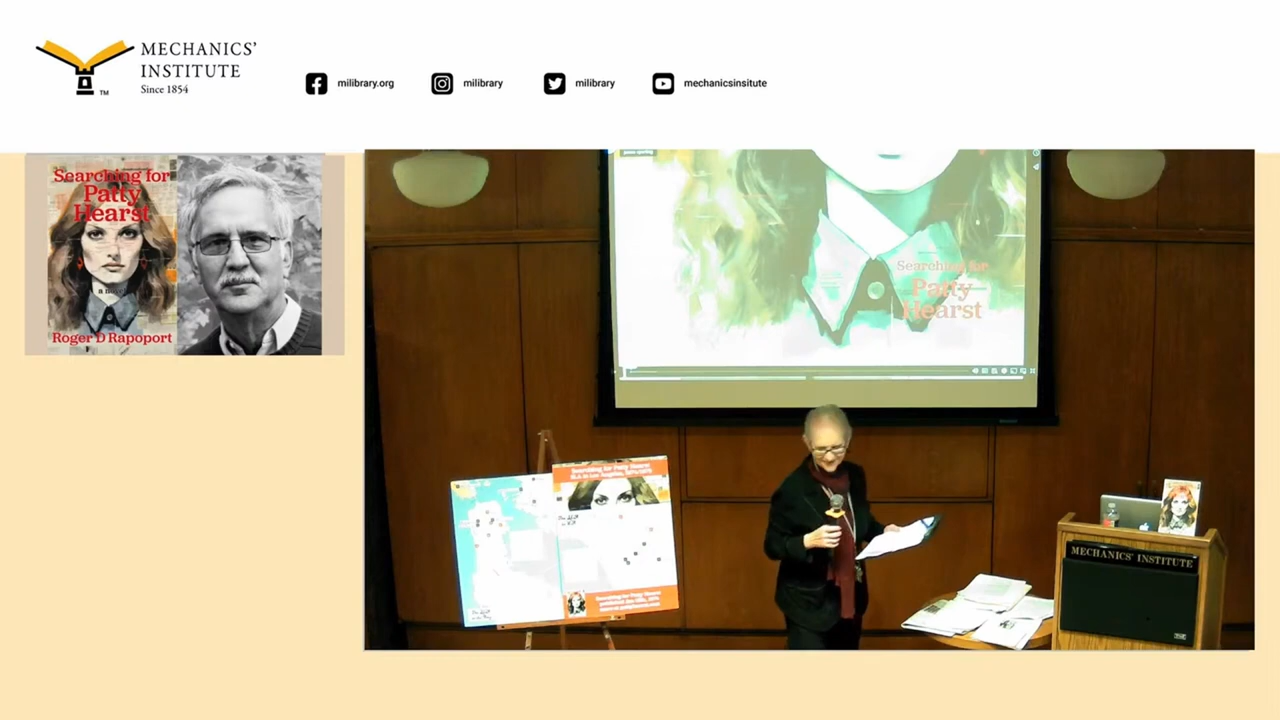 MECHANICS'
INSTITUTE
Since 1854
TM
milibrary.org
milibrary
milibrary
mechanicsinsitute
Searching for
Patty
Hearst
Roger D Rapoport
Searching for
Patty
Hearst
Searching for Patty Hearst
MECHANICS' INSTITUTE